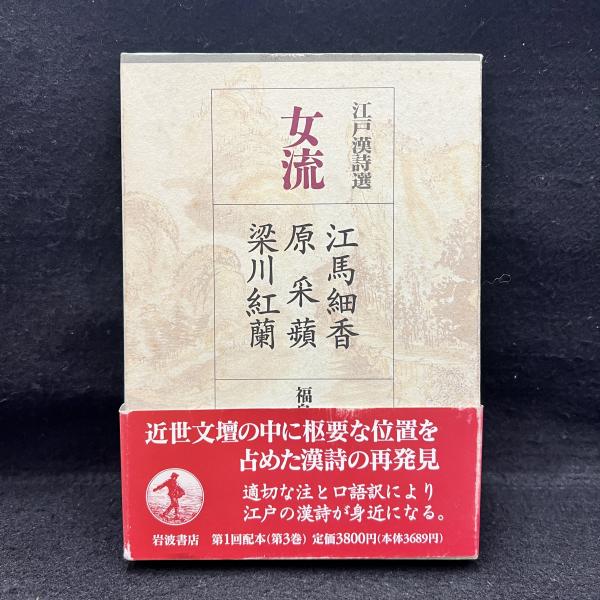 江戸漢詩選
女流
江馬細香
原 采蘋
梁川紅蘭
福島
近世文壇の中に枢要な位置を
占めた漢詩の再発見
適切な注と口語訳により
江戸の漢詩が身近になる。
岩波書店 第1回配本(第3巻) 定価3800円(本体3689円)